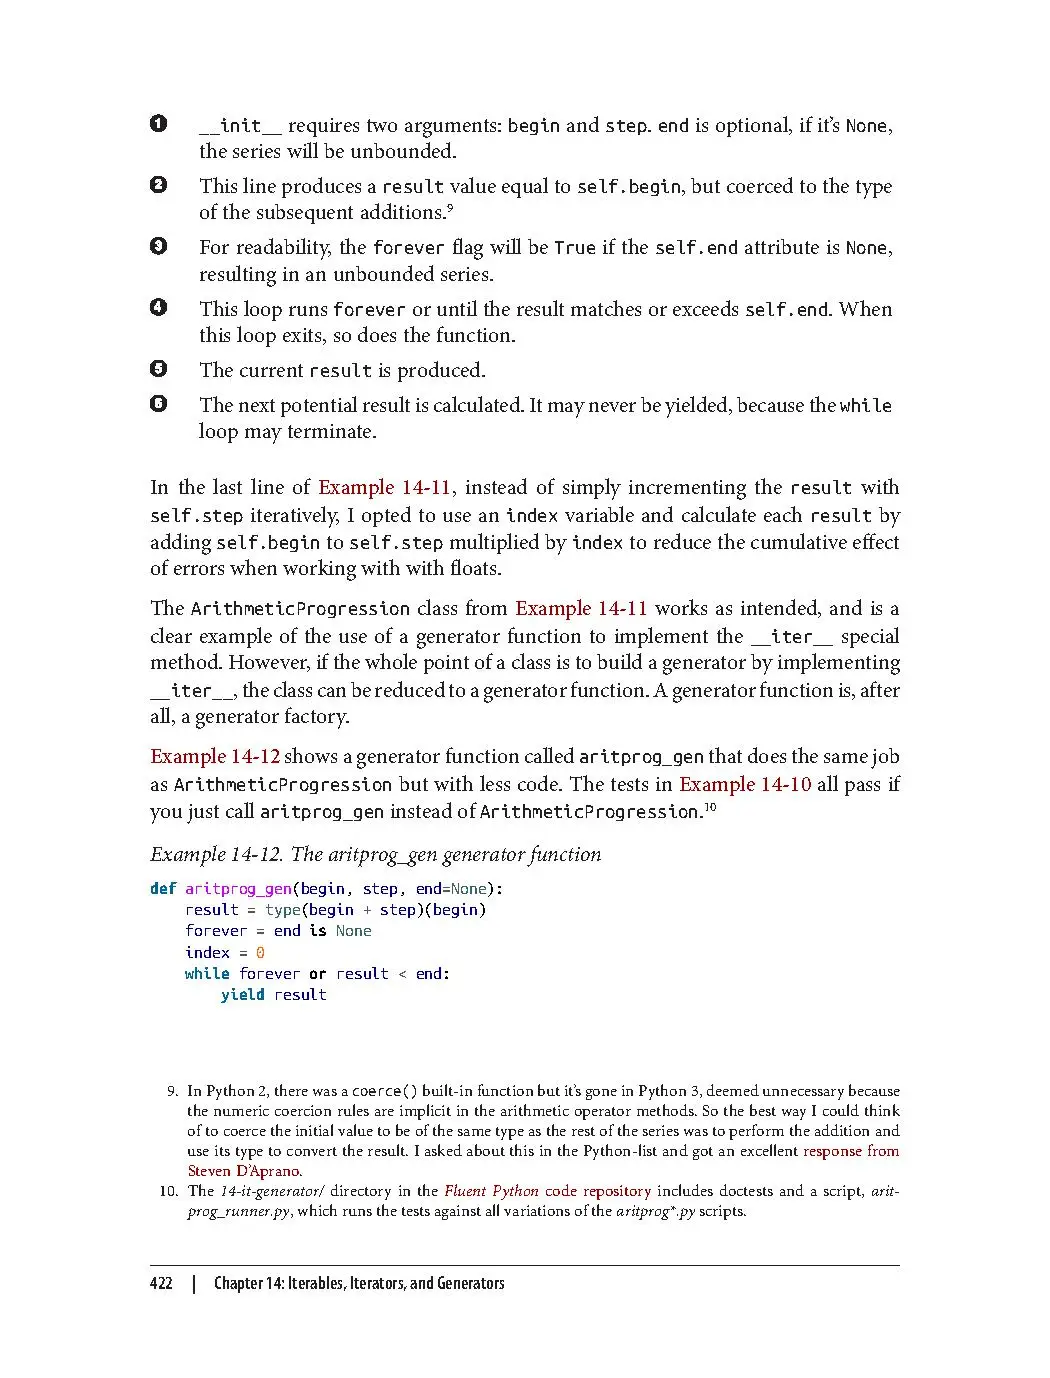 ❶ __init__ requires two arguments: begin and step. end is optional, if it’s None,
the series will be unbounded.
❷ This line produces a result value equal to self.begin, but coerced to the type
of the subsequent additions.⁹
❸ For readability, the forever flag will be True if the self.end attribute is None,
resulting in an unbounded series.
❹ This loop runs forever or until the result matches or exceeds self.end. When
this loop exits, so does the function.
❺ The current result is produced.
❻ The next potential result is calculated. It may never be yielded, because the while
loop may terminate.
In the last line of Example 14-11, instead of simply incrementing the result with
self.step iteratively, I opted to use an index variable and calculate each result by
adding self.begin to self.step multiplied by index to reduce the cumulative effect
of errors when working with with floats.
The ArithmeticProgression class from Example 14-11 works as intended, and is a
clear example of the use of a generator function to implement the __iter__ special
method. However, if the whole point of a class is to build a generator by implementing
__iter__, the class can be reduced to a generator function. A generator function is, after
all, a generator factory.
Example 14-12 shows a generator function called aritprog_gen that does the same job
as ArithmeticProgression but with less code. The tests in Example 14-10 all pass if
you just call aritprog_gen instead of ArithmeticProgression.¹⁰
Example 14-12. The aritprog_gen generator function
def aritprog_gen(begin, step, end=None):
    result = type(begin + step)(begin)
    forever = end is None
    index = 0
    while forever or result < end:
        yield result
9. In Python 2, there was a coerce() built-in function but it’s gone in Python 3, deemed unnecessary because
the numeric coercion rules are implicit in the arithmetic operator methods. So the best way I could think
of to coerce the initial value to be of the same type as the rest of the series was to perform the addition and
use its type to convert the result. I asked about this in the Python-list and got an excellent response from
Steven D’Aprano.
10. The 14-it-generator/ directory in the Fluent Python code repository includes doctests and a script, arit-
prog_runner.py, which runs the tests against all variations of the aritprog*.py scripts.
422 | Chapter 14: Iterables, Iterators, and Generators